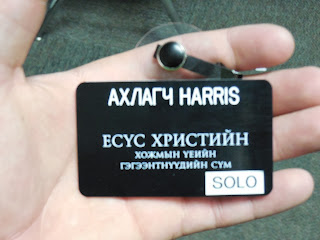 АХЛАГЧ HARRIS
ЕСҮС ХРИСТИЙН
ХОЖМЫН ҮЕИЙН
ГЭГЭЭНТНҮҮДИЙН СҮМ
SOLO